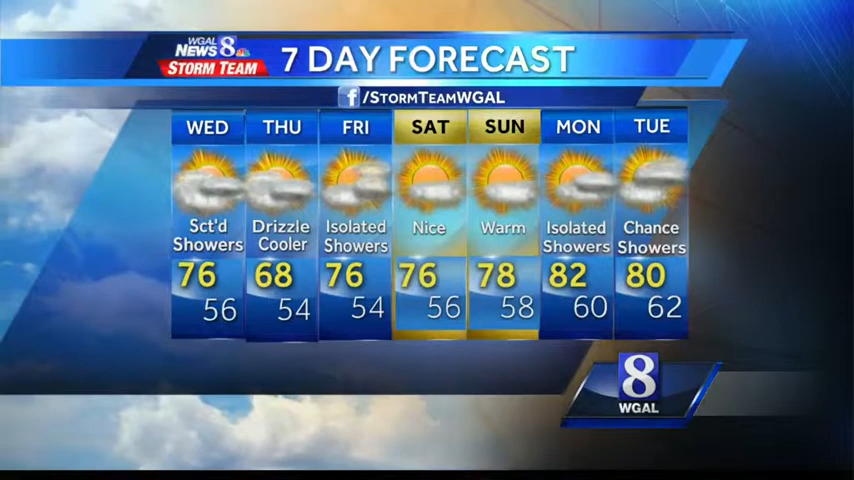 WGAL
NEWS 8
STORM TEAM
7 DAY FORECAST
f/STORMTEAMWGAL
WED THU FRI SAT SUN MON TUE
Sct'd Showers Drizzle Cooler Isolated Showers Nice Warm Isolated Showers Chance Showers
76 68 76 76 78 82 80
56 54 54 56 58 60 62
8
WGAL